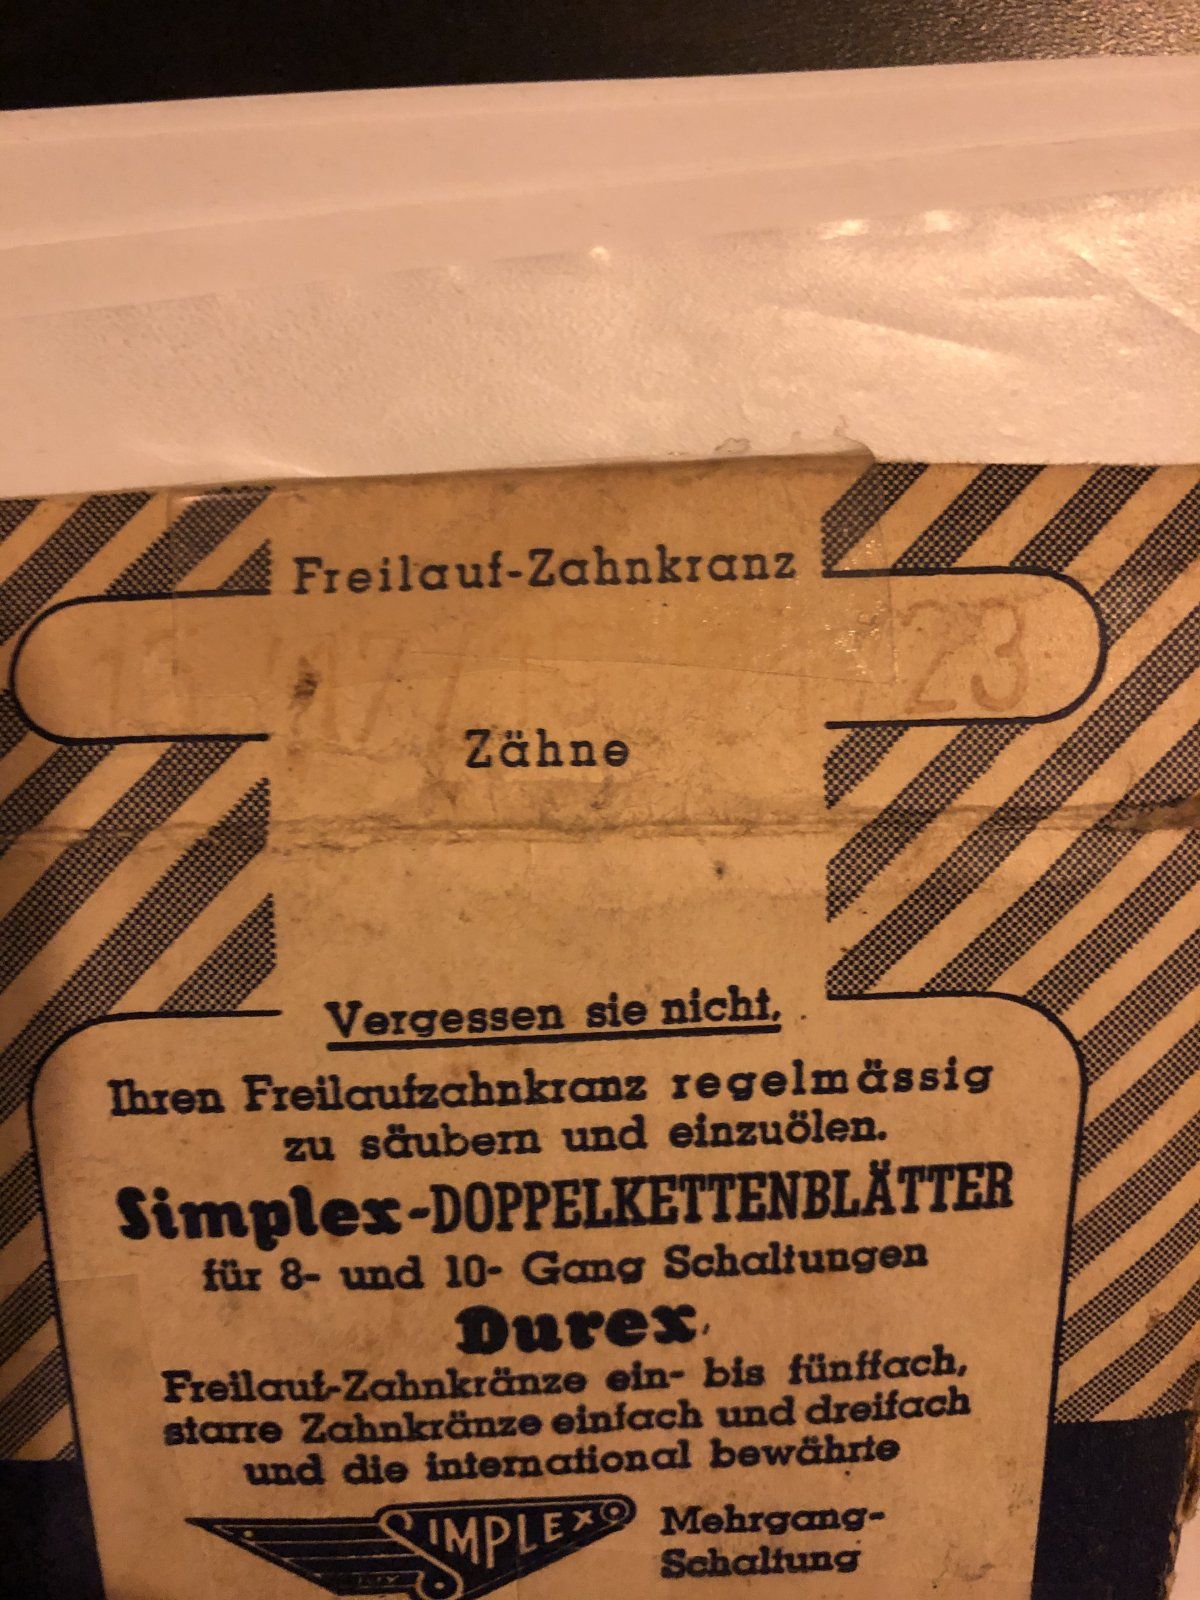 Freilauf-Zahnkranz
17 / 23
Zähne
Vergessen sie nicht,
Ihren Freilaufzahnkranz regelmässig
zu säubern und einzuölen.
Simplex-DOPPELKETTENBLÄTTER
für 8- und 10- Gang Schaltungen
Durex,
Freilauf-Zahnkränze ein- bis fünffach,
starre Zahnkränze einfach und dreifach
und die international bewährte
SIMPLEX Mehrgang-
Schaltung